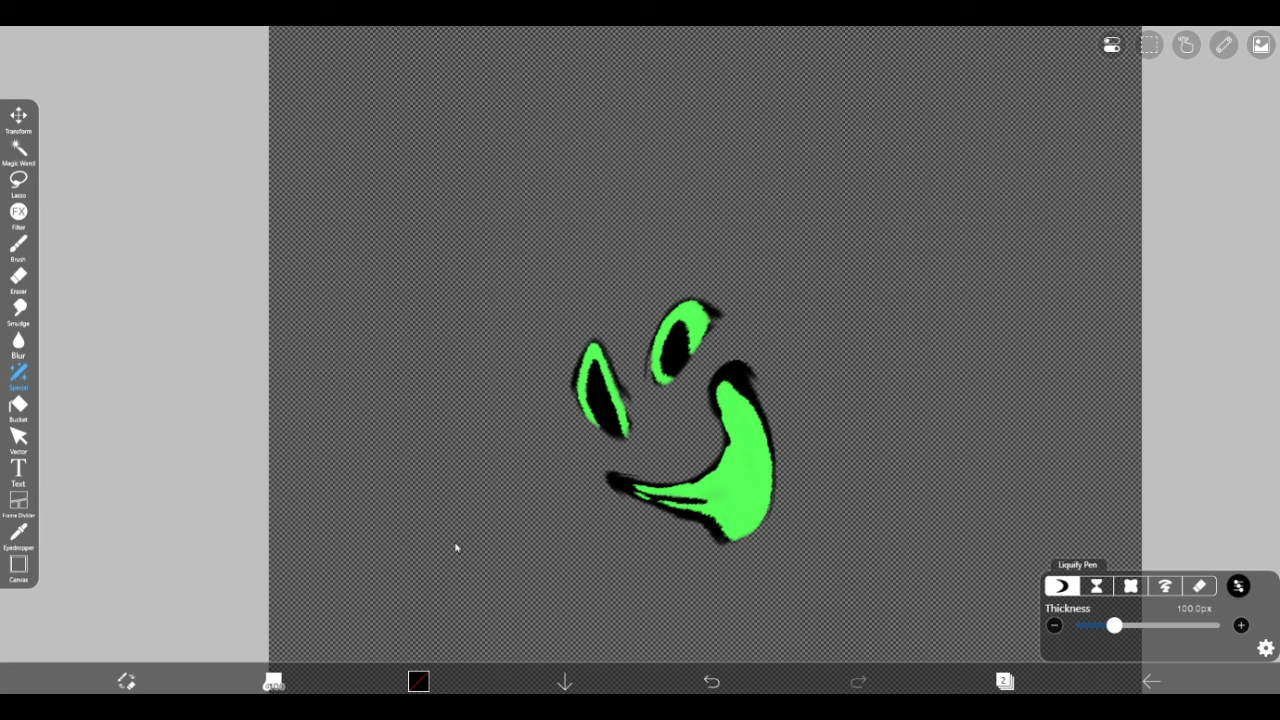 Transform
Magic Wand
Lasso
FX
Filter
Brush
Eraser
Smudge
Blur
Special
Bucket
Vector
T
Text
Frame Divider
Eyedropper
Canvas
Liquify Pen
Thickness 100.0px
2